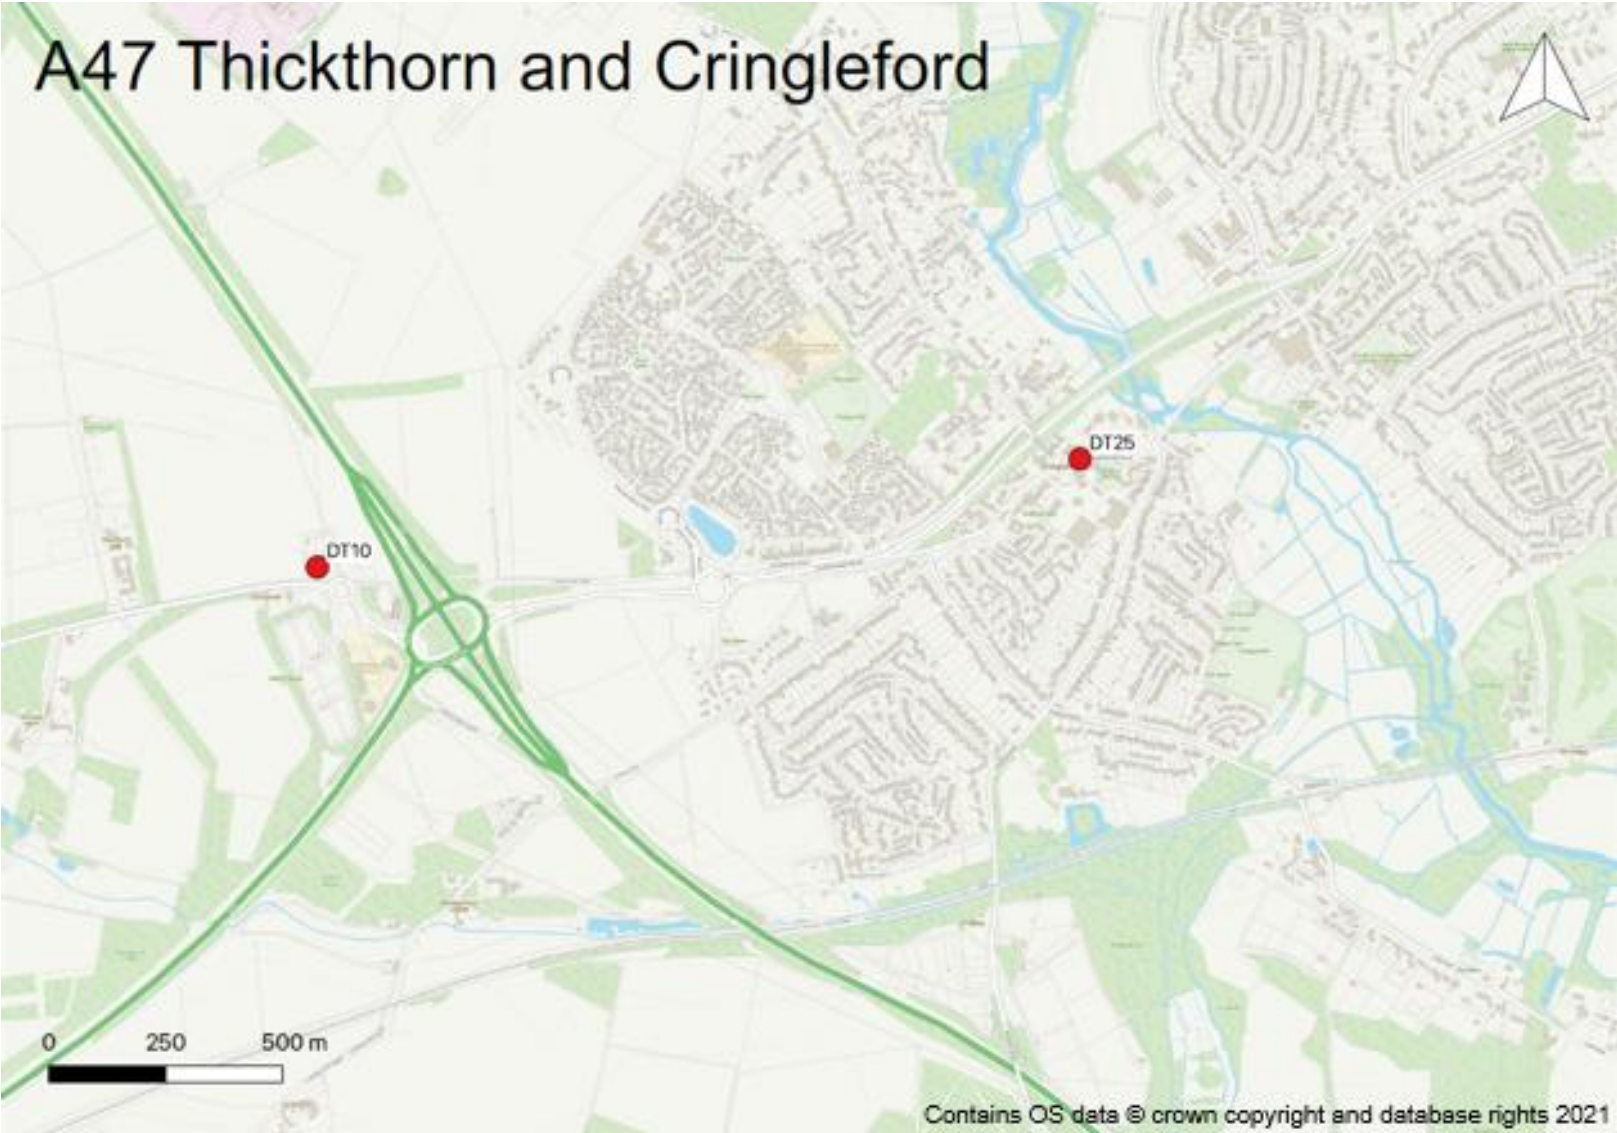 A47 Thickthorn and Cringleford
DT25
DT10
0 250 500 m
Contains OS data © crown copyright and database rights 2021